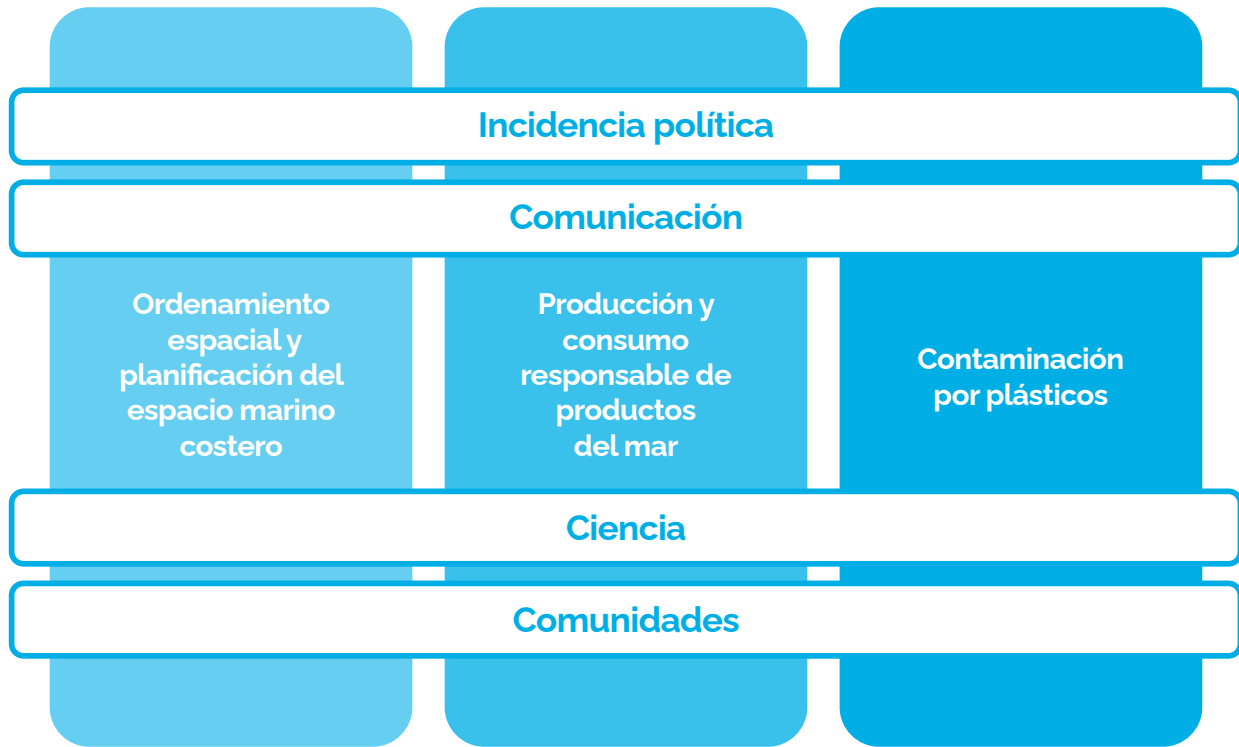 Incidencia política
Comunicación
Ordenamiento
espacial y
planificación del
espacio marino
costero
Producción y
consumo
responsable de
productos
del mar
Contaminación
por plásticos
Ciencia
Comunidades